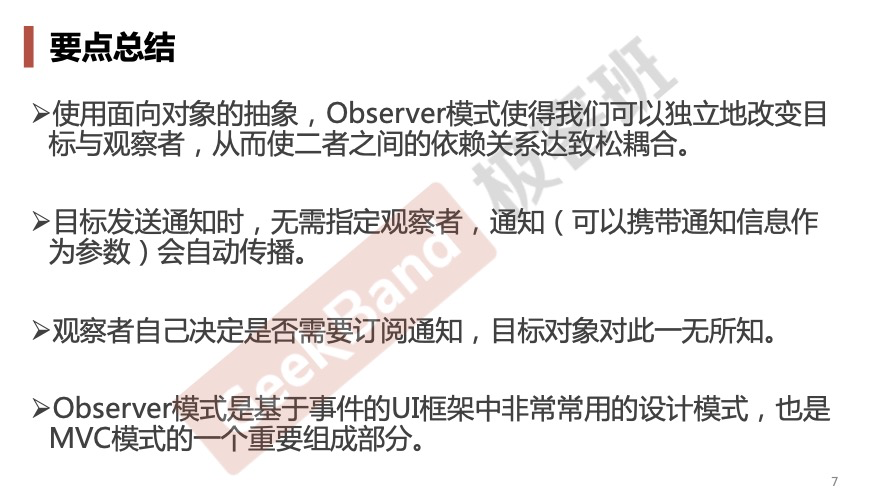 要点总结
➢使用面向对象的抽象，Observer模式使得我们可以独立地改变目
标与观察者，从而使二者之间的依赖关系达致松耦合。
➢目标发送通知时，无需指定观察者，通知（可以携带通知信息作
为参数）会自动传播。
➢观察者自己决定是否需要订阅通知，目标对象对此一无所知。
➢Observer模式是基于事件的UI框架中非常常用的设计模式，也是
MVC模式的一个重要组成部分。
SeekBand 极客班
7